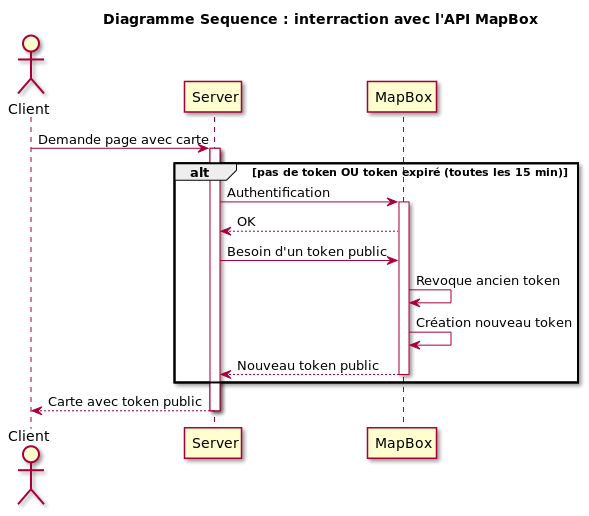 Diagramme Sequence : interraction avec l'API MapBox
Client
Server
MapBox
Demande page avec carte
alt
[pas de token OU token expiré (toutes les 15 min)]
Authentification
OK
Besoin d'un token public
Revoque ancien token
Création nouveau token
Nouveau token public
Carte avec token public
Client
Server
MapBox